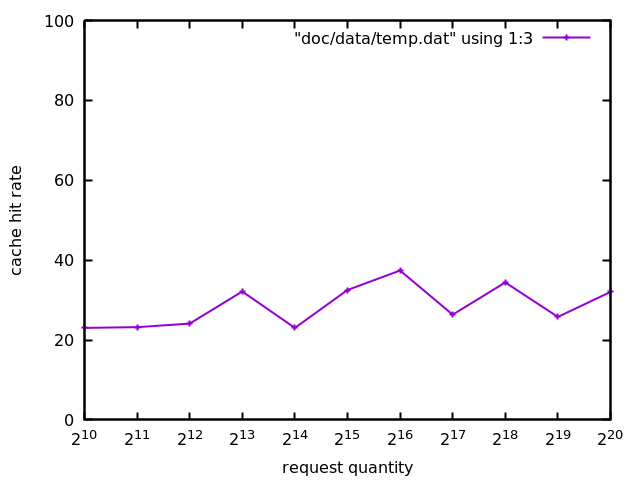 100
"doc/data/temp.dat" using 1:3
80
60
40
20
0
cache hit rate
2^10 2^11 2^12 2^13 2^14 2^15 2^16 2^17 2^18 2^19 2^20
request quantity